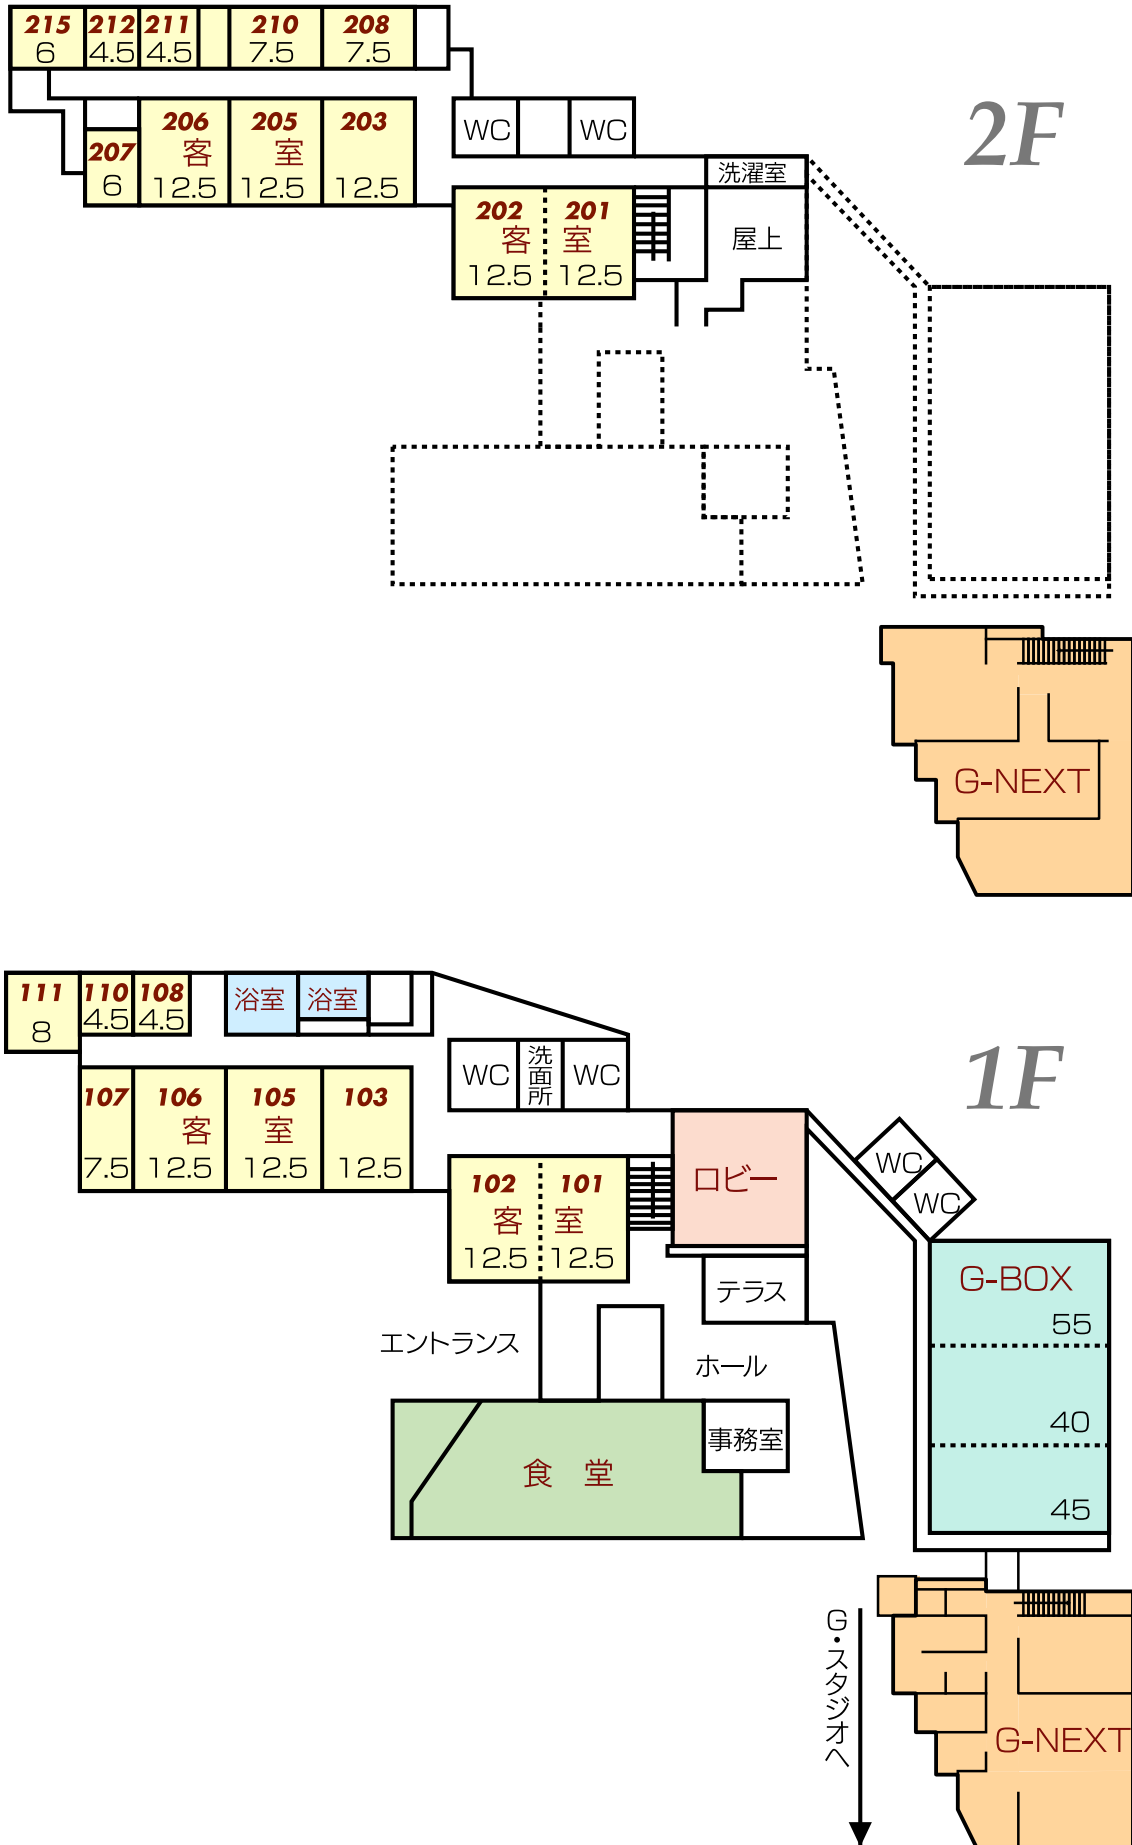 215 212 211 210 208
6 4.5 4.5 7.5 7.5
2F
206 205 203
WC WC
207 客 室
洗濯室
6 12.5 12.5 12.5
202 201
客 室 屋上
12.5 12.5
G-NEXT
111 110 108 浴室 浴室
8 4.5 4.5
1F
WC 洗面所 WC
107 106 105 103
客 室
7.5 12.5 12.5 12.5
WC
WC
102 101 ロビー
客 室
12.5 12.5
G-BOX
テラス
55
エントランス
ホール
40
事務室
食 堂
45
G・スタジオへ
G-NEXT